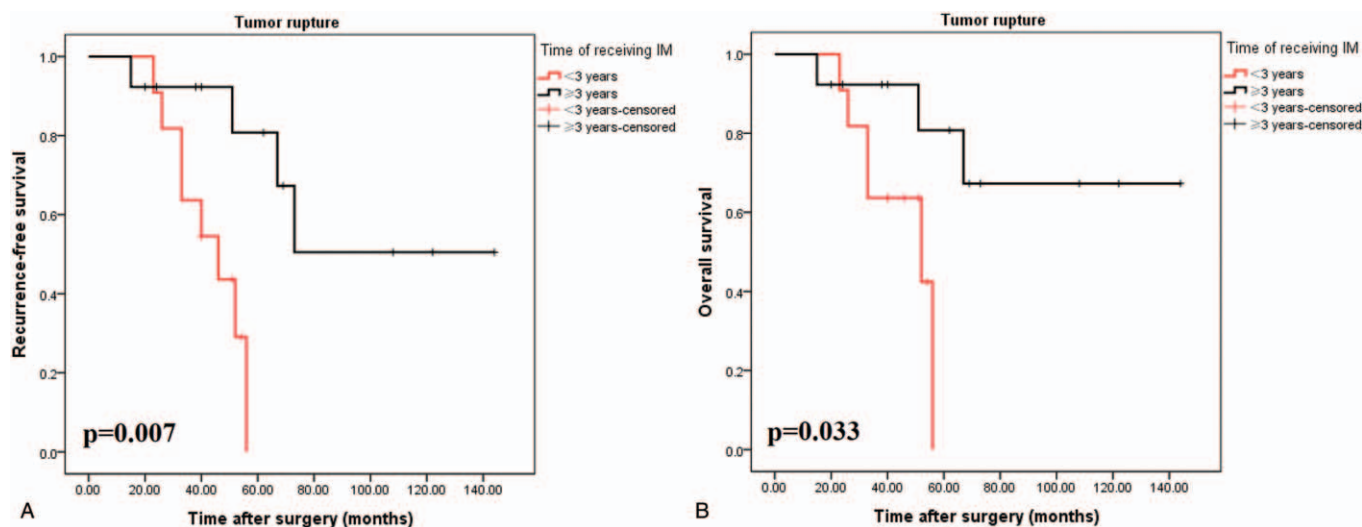 Tumor rupture
Time of receiving IM
<3 years
≥3 years
<3 years-censored
≥3 years-censored
Recurrence-free survival
1.0
0.8
0.6
0.4
0.2
0.0
p=0.007
0.00 20.00 40.00 60.00 80.00 100.00 120.00 140.00
Time after surgery (months)
A
Tumor rupture
Time of receiving IM
<3 years
≥3 years
<3 years-censored
≥3 years-censored
Overall survival
1.0
0.8
0.6
0.4
0.2
0.0
p=0.033
0.00 20.00 40.00 60.00 80.00 100.00 120.00 140.00
Time after surgery (months)
B